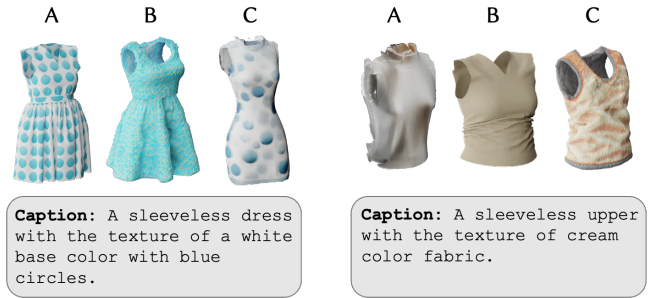 A B C
Caption: A sleeveless dress
with the texture of a white
base color with blue
circles.
A B C
Caption: A sleeveless upper
with the texture of cream
color fabric.